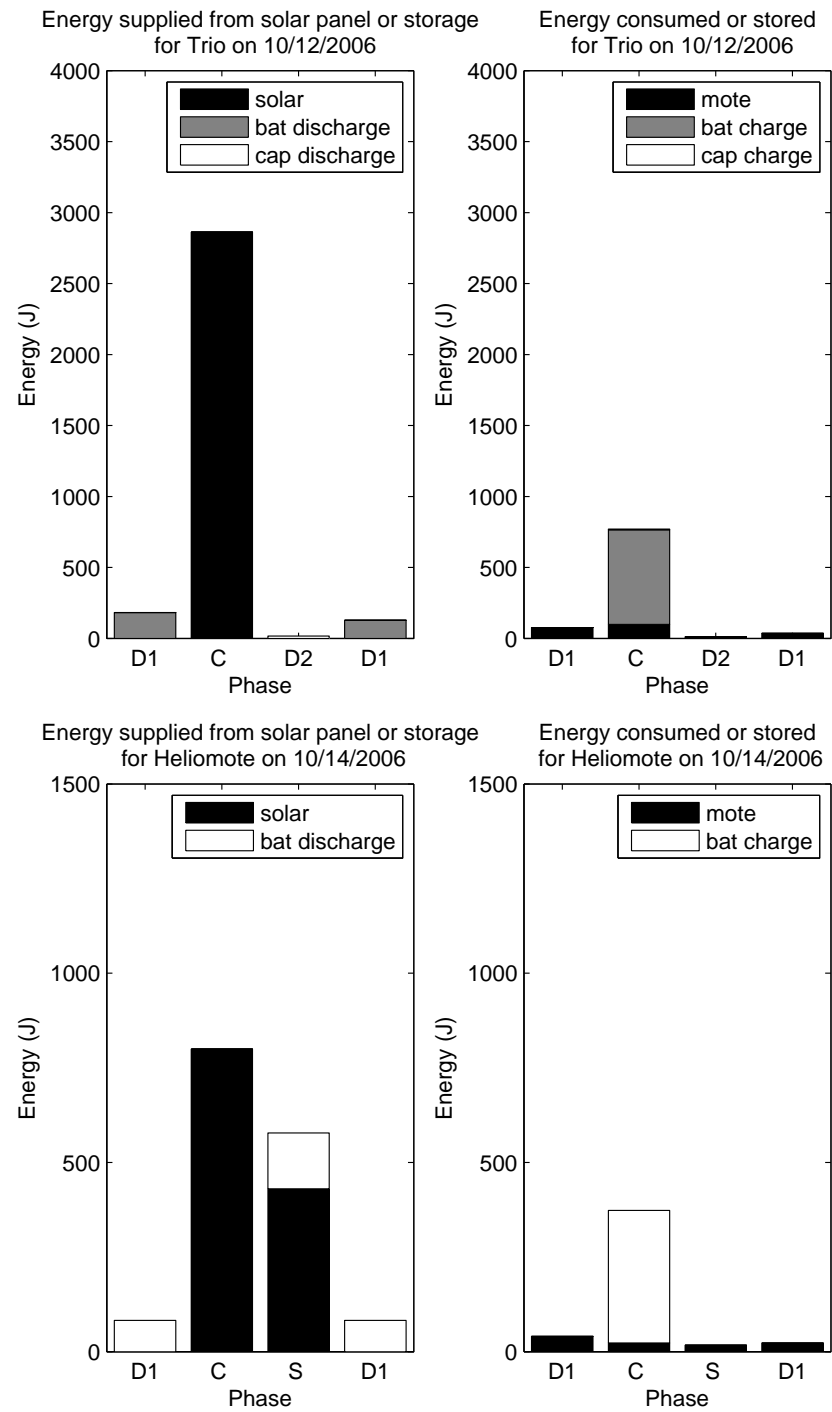 Energy supplied from solar panel or storage
for Trio on 10/12/2006
4000
3500
3000
2500
2000
1500
1000
500
0
Energy (J)
solar
bat discharge
cap discharge
D1 C D2 D1
Phase
Energy consumed or stored
for Trio on 10/12/2006
4000
3500
3000
2500
2000
1500
1000
500
0
Energy (J)
mote
bat charge
cap charge
D1 C D2 D1
Phase
Energy supplied from solar panel or storage
for Heliomote on 10/14/2006
1500
1000
500
0
Energy (J)
solar
bat discharge
D1 C S D1
Phase
Energy consumed or stored
for Heliomote on 10/14/2006
1500
1000
500
0
Energy (J)
mote
bat charge
D1 C S D1
Phase